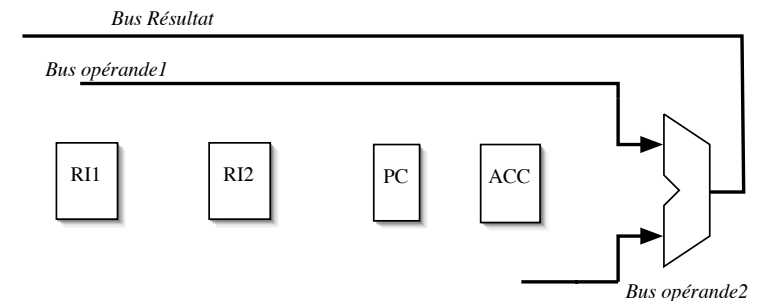 Bus Résultat
Bus opérande1
RI1
RI2
PC
ACC
Bus opérande2